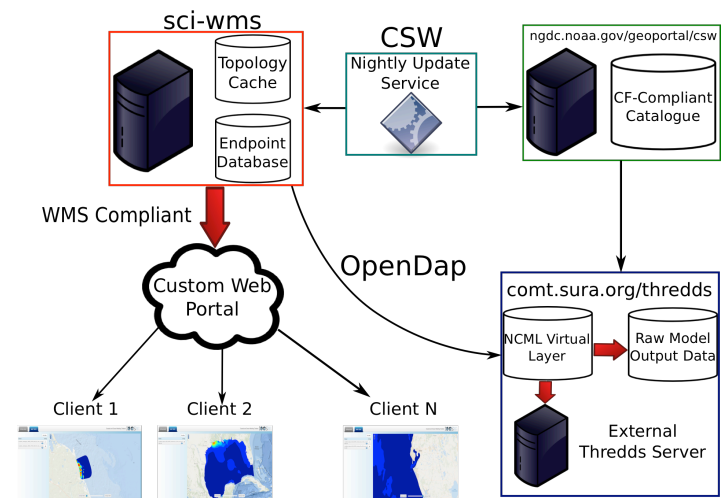 sci-wms
Topology
Cache
Endpoint
Database
CSW
Nightly Update
Service
ngdc.noaa.gov/geoportal/csw
CF-Compliant
Catalogue
WMS Compliant
Custom Web
Portal
OpenDap
comt.sura.org/thredds
NCML Virtual
Layer
Raw Model
Output Data
External
Thredds Server
Client 1
Client 2
Client N